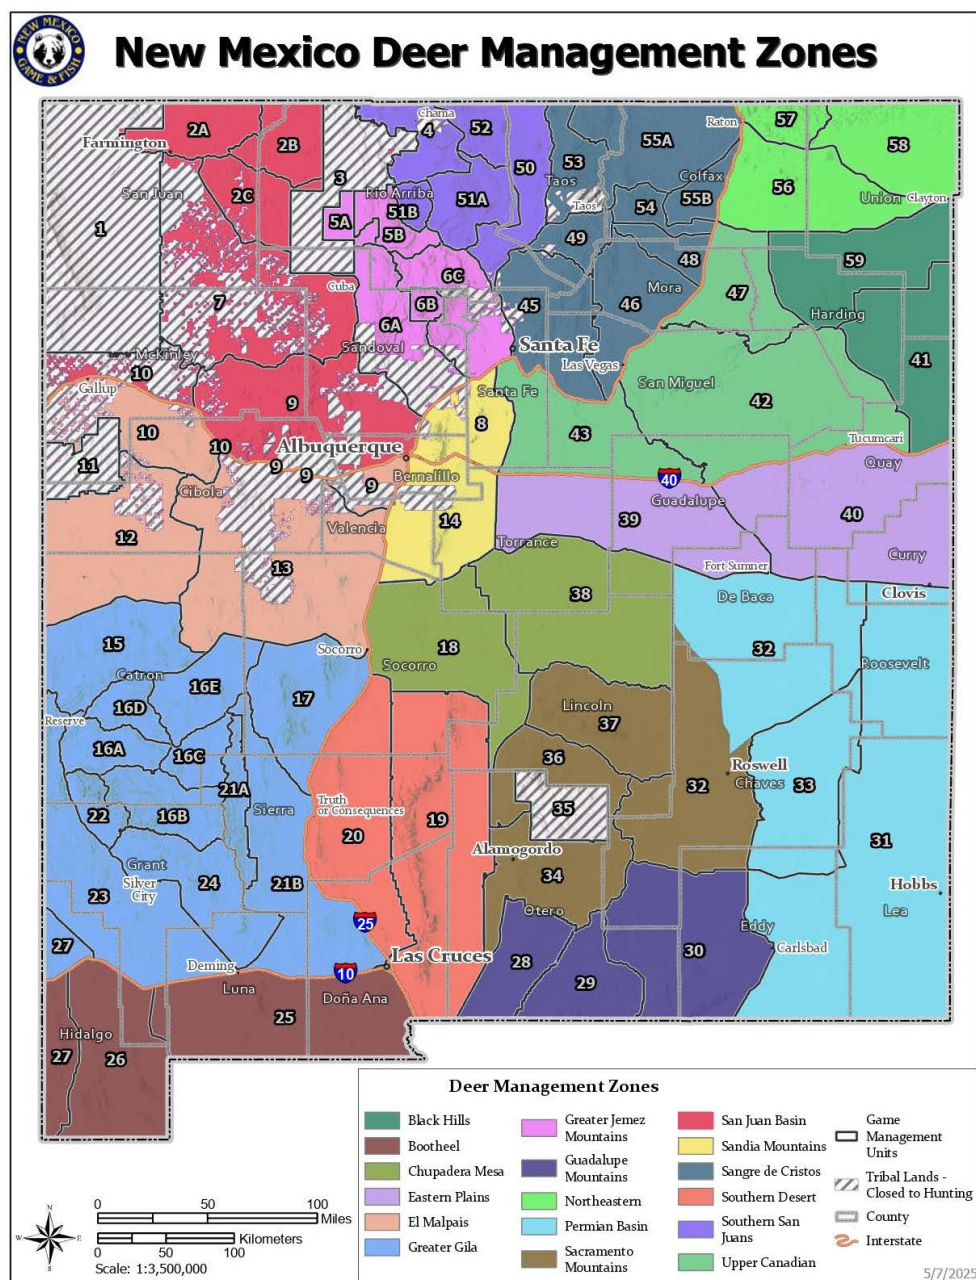 NEW MEXICO
GAME & FISH
New Mexico Deer Management Zones
Chama
57
2A
4
52
55A
Raton
58
Farmington
2B
50
53
3
Taos
Colfax
56
San Juan
2C
Rio Arriba
51A
Union
Clayton
5A
51B
Taos
54
55B
1
5B
49
48
59
6C
Cuba
Mora
47
7
6B
45
46
Harding
6A
Sandoval
Santa Fe
McKinley
Las Vegas
41
10
San Miguel
Gallup
Santa Fe
9
42
10
8
43
10
Albuquerque
Tucumcari
11
9
9
Bernalillo
Quay
9
40
Cibola
Guadalupe
Valencia
14
39
40
12
Torrance
Curry
13
Fort Sumner
38
De Baca
Clovis
15
18
32
Socorro
Socorro
Roosevelt
Catron
16E
17
Reserve
16D
Lincoln
37
16A
16C
36
Roswell
21A
Chaves
32
33
Truth
or Consequences
35
22
16B
Sierra
19
20
31
Grant
Alamogordo
Silver
City
24
21B
34
Hobbs
23
Otero
Lea
25
Eddy
27
Carlsbad
30
Las Cruces
28
Deming
10
29
Luna
Doña Ana
25
Hidalgo
27
26
Deer Management Zones
Black Hills
Bootheel
Chupadera Mesa
Eastern Plains
El Malpais
Greater Gila
Greater Jemez
Mountains
Guadalupe
Mountains
Northeastern
Permian Basin
Sacramento
Mountains
San Juan Basin
Sandia Mountains
Sangre de Cristos
Southern Desert
Southern San
Juans
Upper Canadian
Game
Management
Units
Tribal Lands -
Closed to Hunting
County
Interstate
N
W
E
S
0 50 100
Miles
Kilometers
0 50 100
Scale: 1:3,500,000
5/7/2025